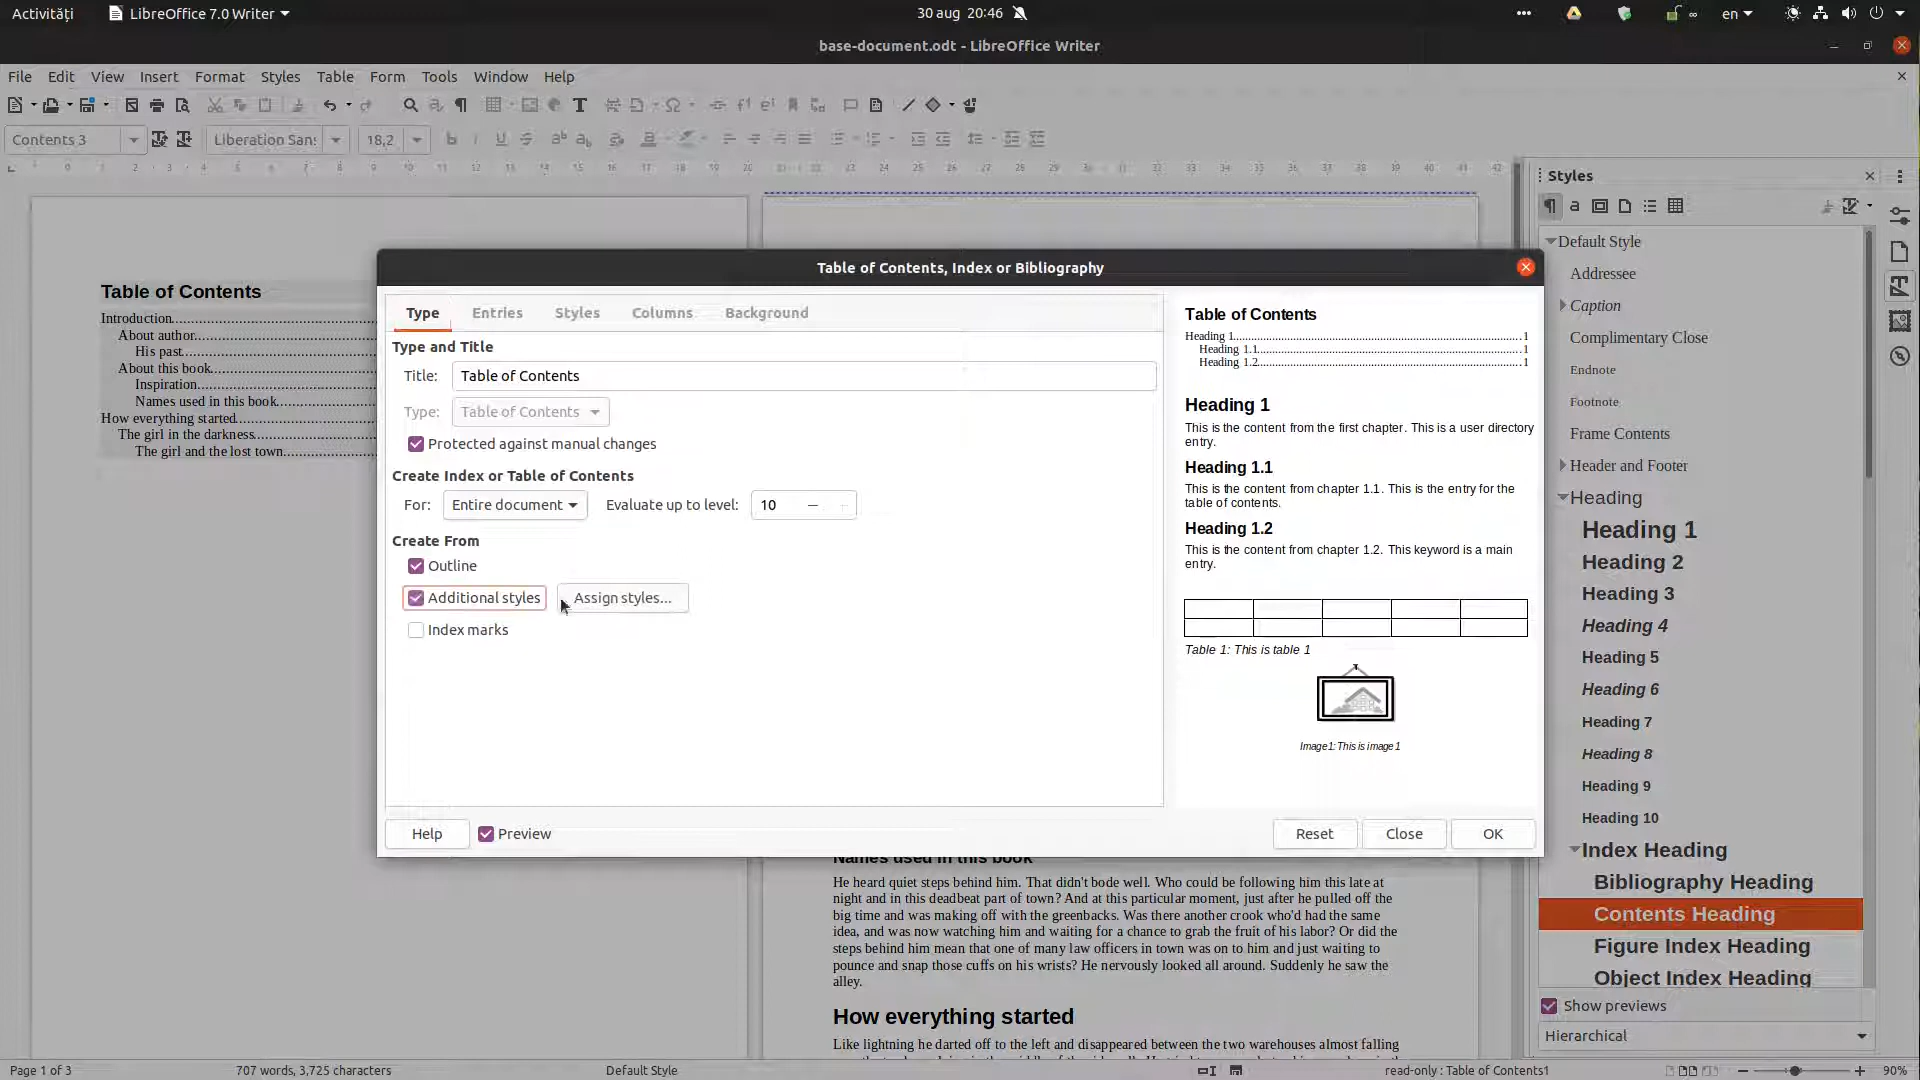 Activități
LibreOffice 7.0 Writer
30 aug 20:46
en
base-document.odt - LibreOffice Writer
File Edit View Insert Format Styles Table Form Tools Window Help
Contents 3
Liberation Sans
18,2
Styles
Default Style
Addressee
Caption
Complimentary Close
Endnote
Footnote
Frame Contents
Header and Footer
Heading
Heading 1
Heading 2
Heading 3
Heading 4
Heading 5
Heading 6
Heading 7
Heading 8
Heading 9
Heading 10
Index Heading
Bibliography Heading
Contents Heading
Figure Index Heading
Object Index Heading
Show previews
Hierarchical
Table of Contents
Introduction
About author
His past
About this book
Inspiration
Names used in this book
How everything started
The girl in the darkness
The girl and the lost town
Table of Contents, Index or Bibliography
Type Entries Styles Columns Background
Type and Title
Title: Table of Contents
Type: Table of Contents
Protected against manual changes
Create Index or Table of Contents
For: Entire document Evaluate up to level: 10
Create From
Outline
Additional styles Assign styles...
Index marks
Table of Contents
Heading 1 1
Heading 1.1 1
Heading 1.2 1
Heading 1
This is the content from the first chapter. This is a user directory
entry.
Heading 1.1
This is the content from chapter 1.1. This is the entry for the
table of contents.
Heading 1.2
This is the content from chapter 1.2. This keyword is a main
entry.
Table 1: This is table 1
Image1: This is image 1
Help Preview Reset Close OK
Names used in this book
He heard quiet steps behind him. That didn't bode well. Who could be following him this late at
night and in this deadbeat part of town? And at this particular moment, just after he pulled off the
big time and was making off with the greenbacks. Was there another crook who'd had the same
idea, and was now watching him and waiting for a chance to grab the fruit of his labor? Or did the
steps behind him mean that one of many law officers in town was on to him and just waiting to
pounce and snap those cuffs on his wrists? He nervously looked all around. Suddenly he saw the
alley.
How everything started
Like lightning he darted off to the left and disappeared between the two warehouses almost falling
Page 1 of 3
707 words, 3,725 characters
Default Style
read-only : Table of Contents1
90%